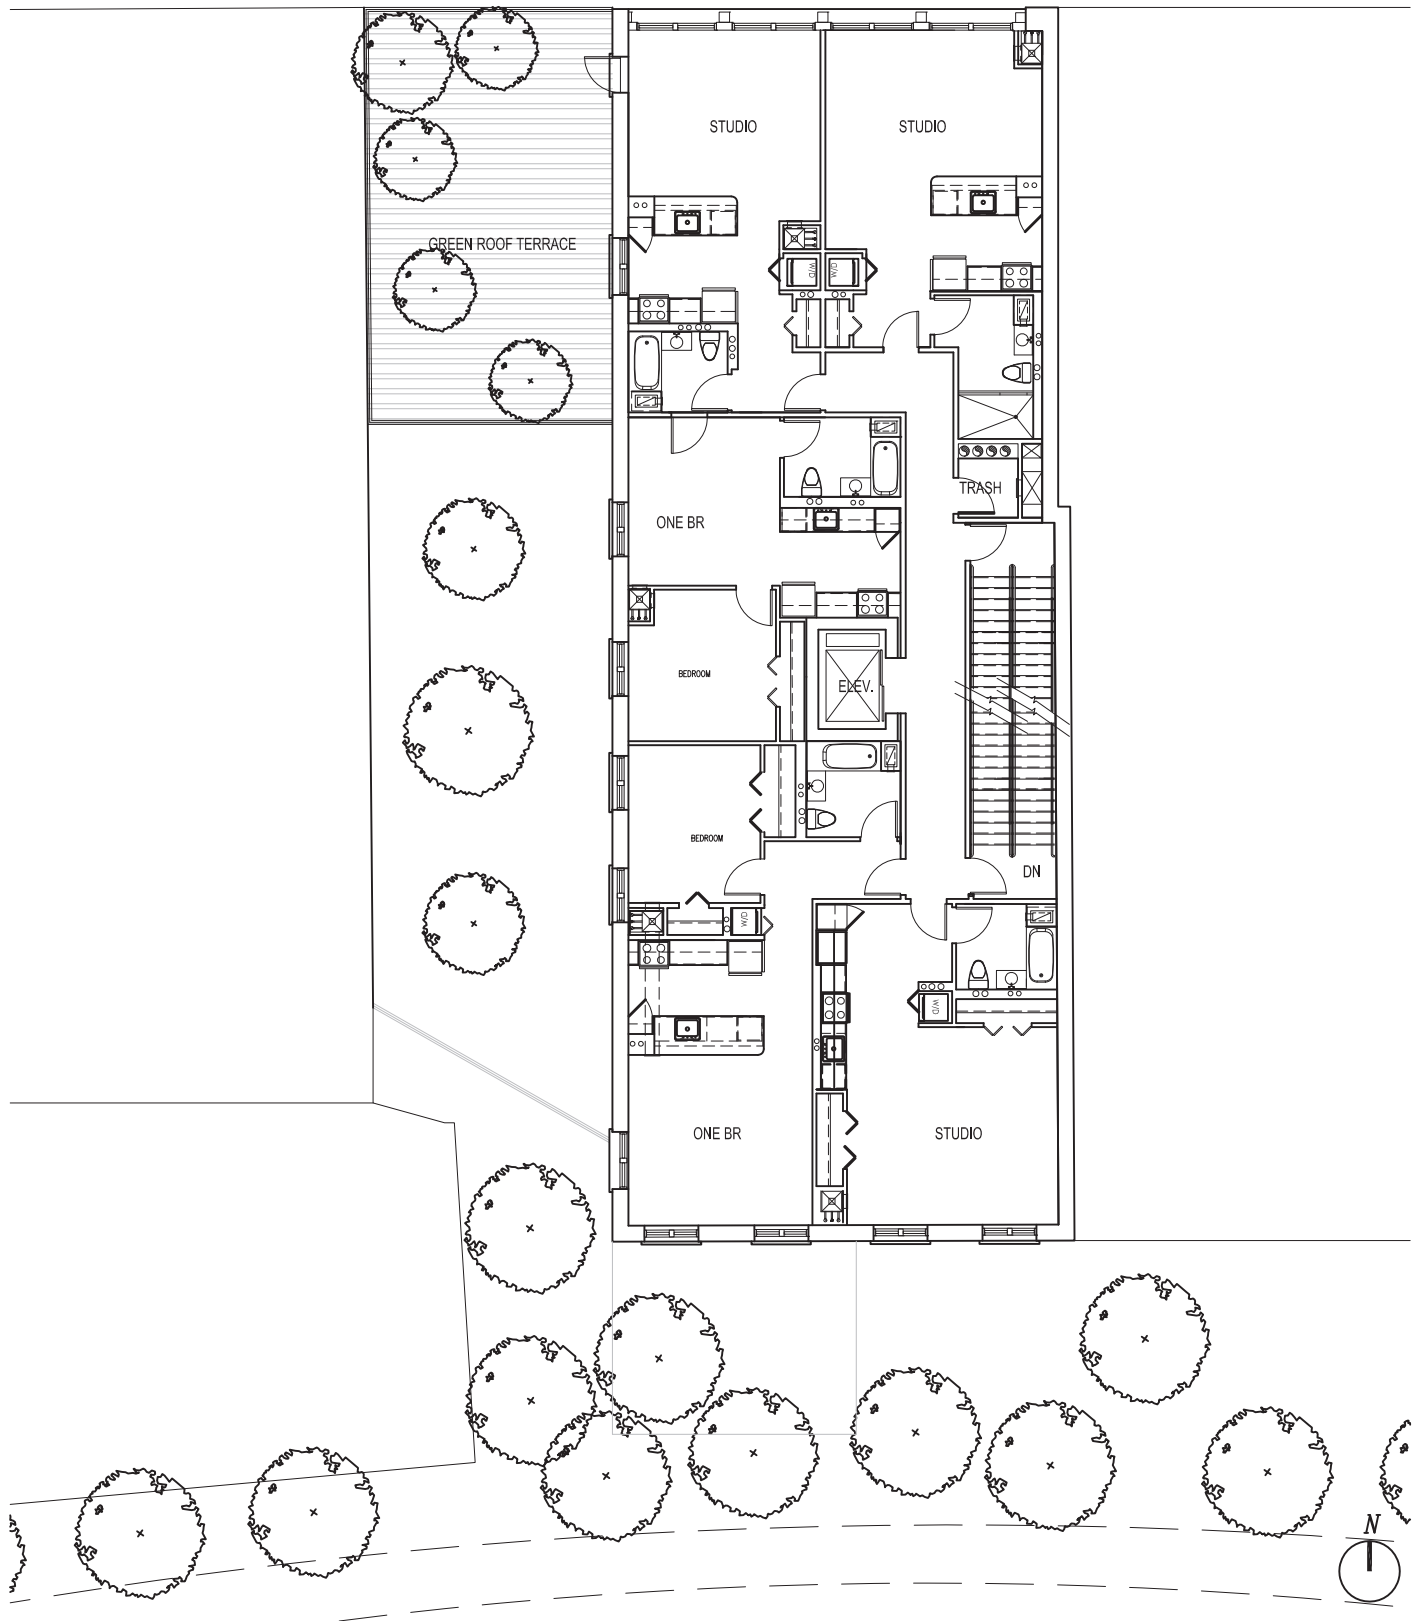 STUDIO
STUDIO
GREEN ROOF TERRACE
W/D
W/D
TRASH
ONE BR
BEDROOM
ELEV.
BEDROOM
DN
W/D
W/D
ONE BR
STUDIO
N